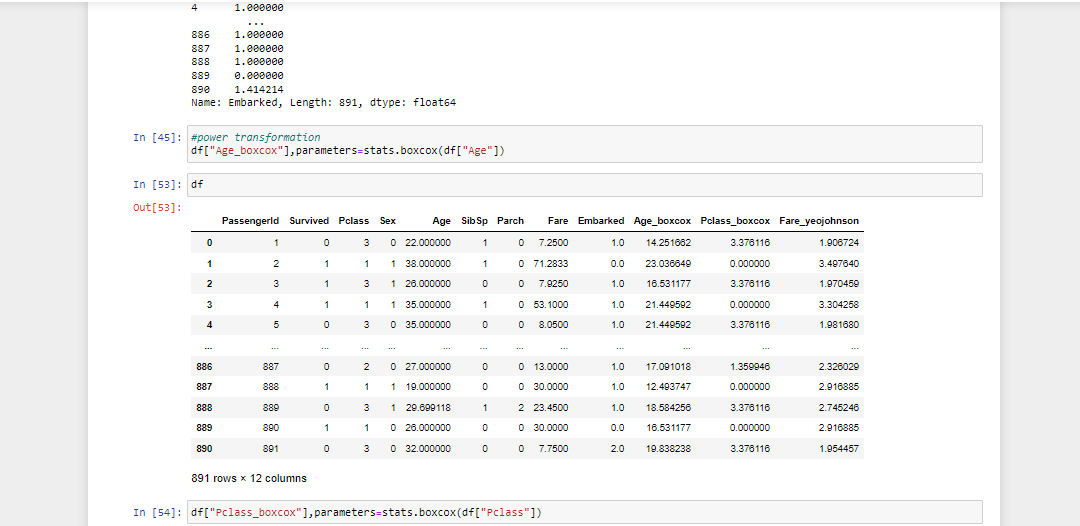 4 1.000000
...
886 1.000000
887 1.000000
888 1.000000
889 0.000000
890 1.414214
Name: Embarked, Length: 891, dtype: float64
In [45]: #power transformation
df["Age_boxcox"],parameters=stats.boxcox(df["Age"])
In [53]: df
Out[53]:
PassengerId Survived Pclass Sex Age SibSp Parch Fare Embarked Age_boxcox Pclass_boxcox Fare_yeojohnson
0 1 0 3 0 22.000000 1 0 7.2500 1.0 14.251662 3.376116 1.906724
1 2 1 1 1 38.000000 1 0 71.2833 0.0 23.036649 0.000000 3.497640
2 3 1 3 1 26.000000 0 0 7.9250 1.0 16.531177 3.376116 1.970459
3 4 1 1 1 35.000000 1 0 53.1000 1.0 21.449592 0.000000 3.304258
4 5 0 3 0 35.000000 0 0 8.0500 1.0 21.449592 3.376116 1.981680
... ... ... ... ... ... ... ... ... ... ... ... ...
886 887 0 2 0 27.000000 0 0 13.0000 1.0 17.091018 1.359946 2.326029
887 888 1 1 1 19.000000 0 0 30.0000 1.0 12.493747 0.000000 2.916885
888 889 0 3 1 29.699118 1 2 23.4500 1.0 18.584256 3.376116 2.745246
889 890 1 1 0 26.000000 0 0 30.0000 0.0 16.531177 0.000000 2.916885
890 891 0 3 0 32.000000 0 0 7.7500 2.0 19.838238 3.376116 1.954457
891 rows × 12 columns
In [54]: df["Pclass_boxcox"],parameters=stats.boxcox(df["Pclass"])